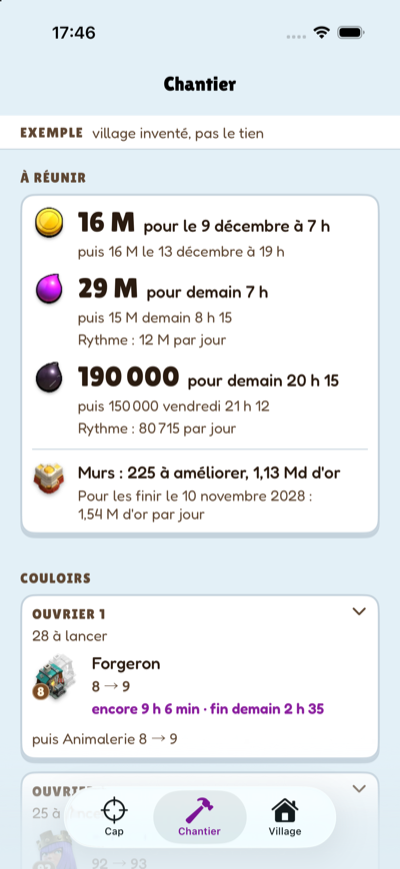 17:46
Chantier
EXEMPLE village inventé, pas le tien
À RÉUNIR
16 M pour le 9 décembre à 7 h
puis 16 M le 13 décembre à 19 h
29 M pour demain 7 h
puis 15 M demain 8 h 15
Rythme : 12 M par jour
190 000 pour demain 20 h 15
puis 150 000 vendredi 21 h 12
Rythme : 80 715 par jour
Murs : 225 à améliorer, 1,13 Md d'or
Pour les finir le 10 novembre 2028 :
1,54 M d'or par jour
COULOIRS
OUVRIER 1
28 à lancer
Forgeron
8
8 → 9
encore 9 h 6 min · fin demain 2 h 35
puis Animalerie 8 → 9
25 à
92 → 93
Cap
Chantier
Village